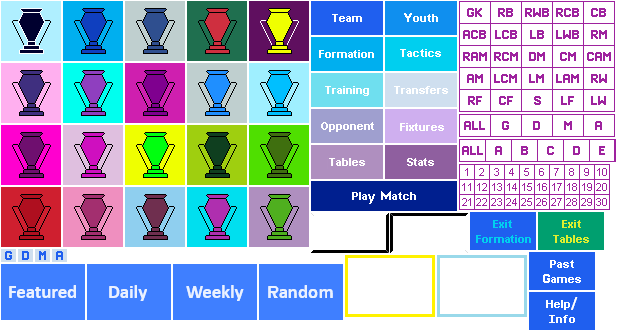 Team Youth
Formation Tactics
Training Transfers
Opponent Fixtures
Tables Stats
Play Match
GK RB RWB RCB CB
ACB LCB LB LWB RM
RAM RCM DM CM CAM
AM LCM LM LAM RW
RF CF S LF LW
ALL G D M A
ALL A B C D E
1 2 3 4 5 6 7 8 9 10
11 12 13 14 15 16 17 18 19 20
21 22 23 24 25 26 27 28 29 30
Exit
Formation
Exit
Tables
G D M A
Featured Daily Weekly Random
Past
Games
Help/
Info